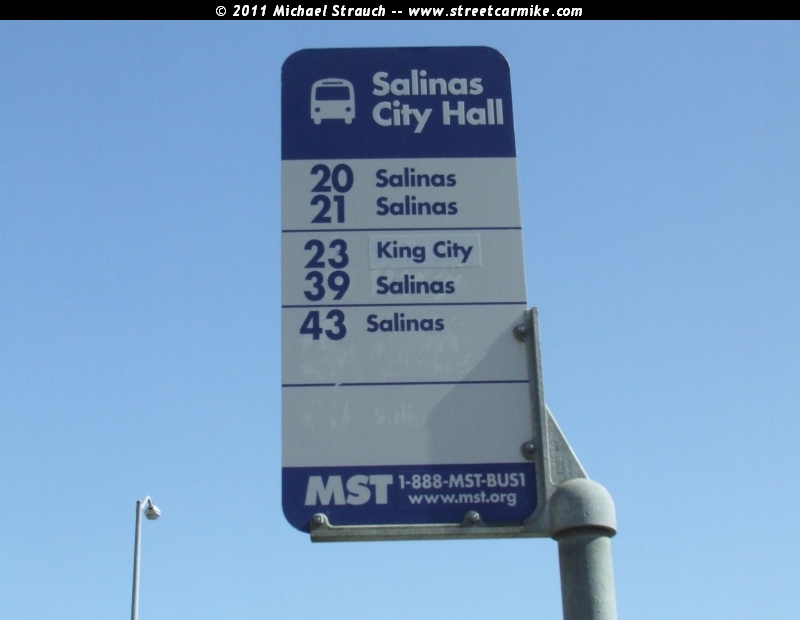 © 2011 Michael Strauch -- www.streetcarmike.com
Salinas
City Hall
20 Salinas
21 Salinas
23 King City
39 Salinas
43 Salinas
MST 1-888-MST-BUS1
www.mst.org